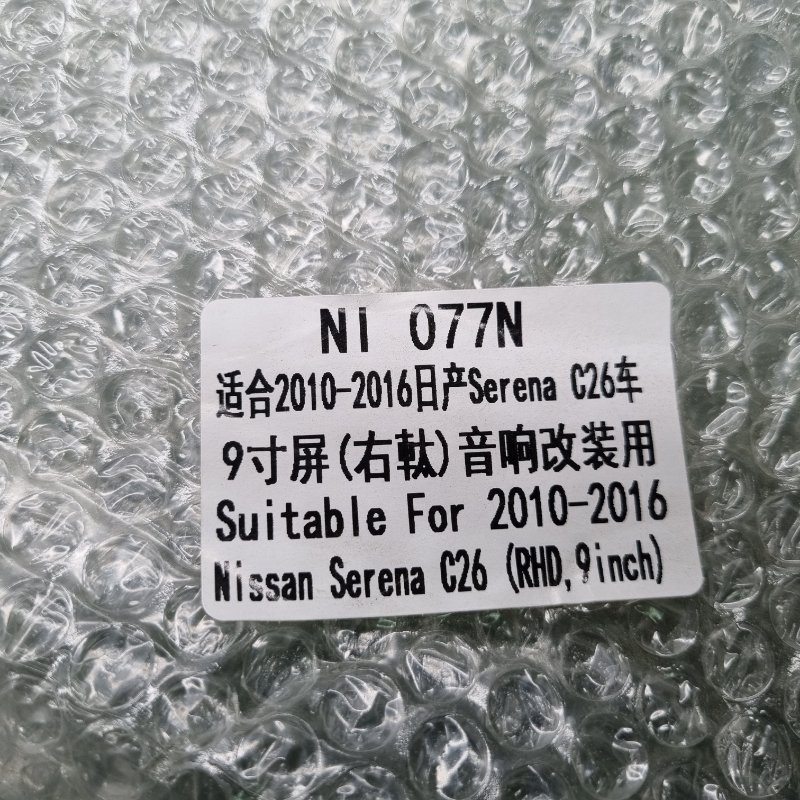 NI 077N
适合2010-2016日产Serena C26车
9寸屏(右軚)音响改装用
Suitable For 2010-2016
Nissan Serena C26 (RHD,9inch)